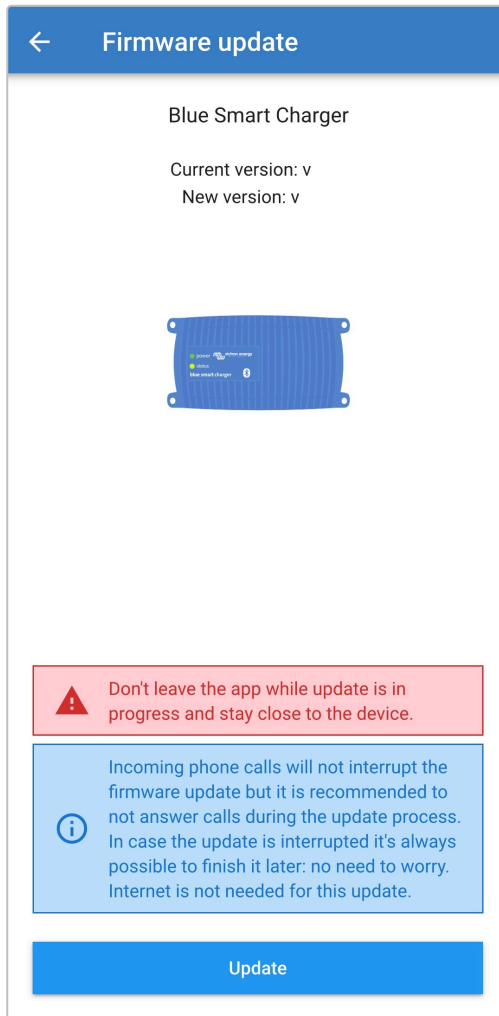 Firmware update
Blue Smart Charger
Current version: v
New version: v
power victron energy
status
blue smart charger
Don't leave the app while update is in
progress and stay close to the device.
Incoming phone calls will not interrupt the
firmware update but it is recommended to
not answer calls during the update process.
In case the update is interrupted it's always
possible to finish it later: no need to worry.
Internet is not needed for this update.
Update